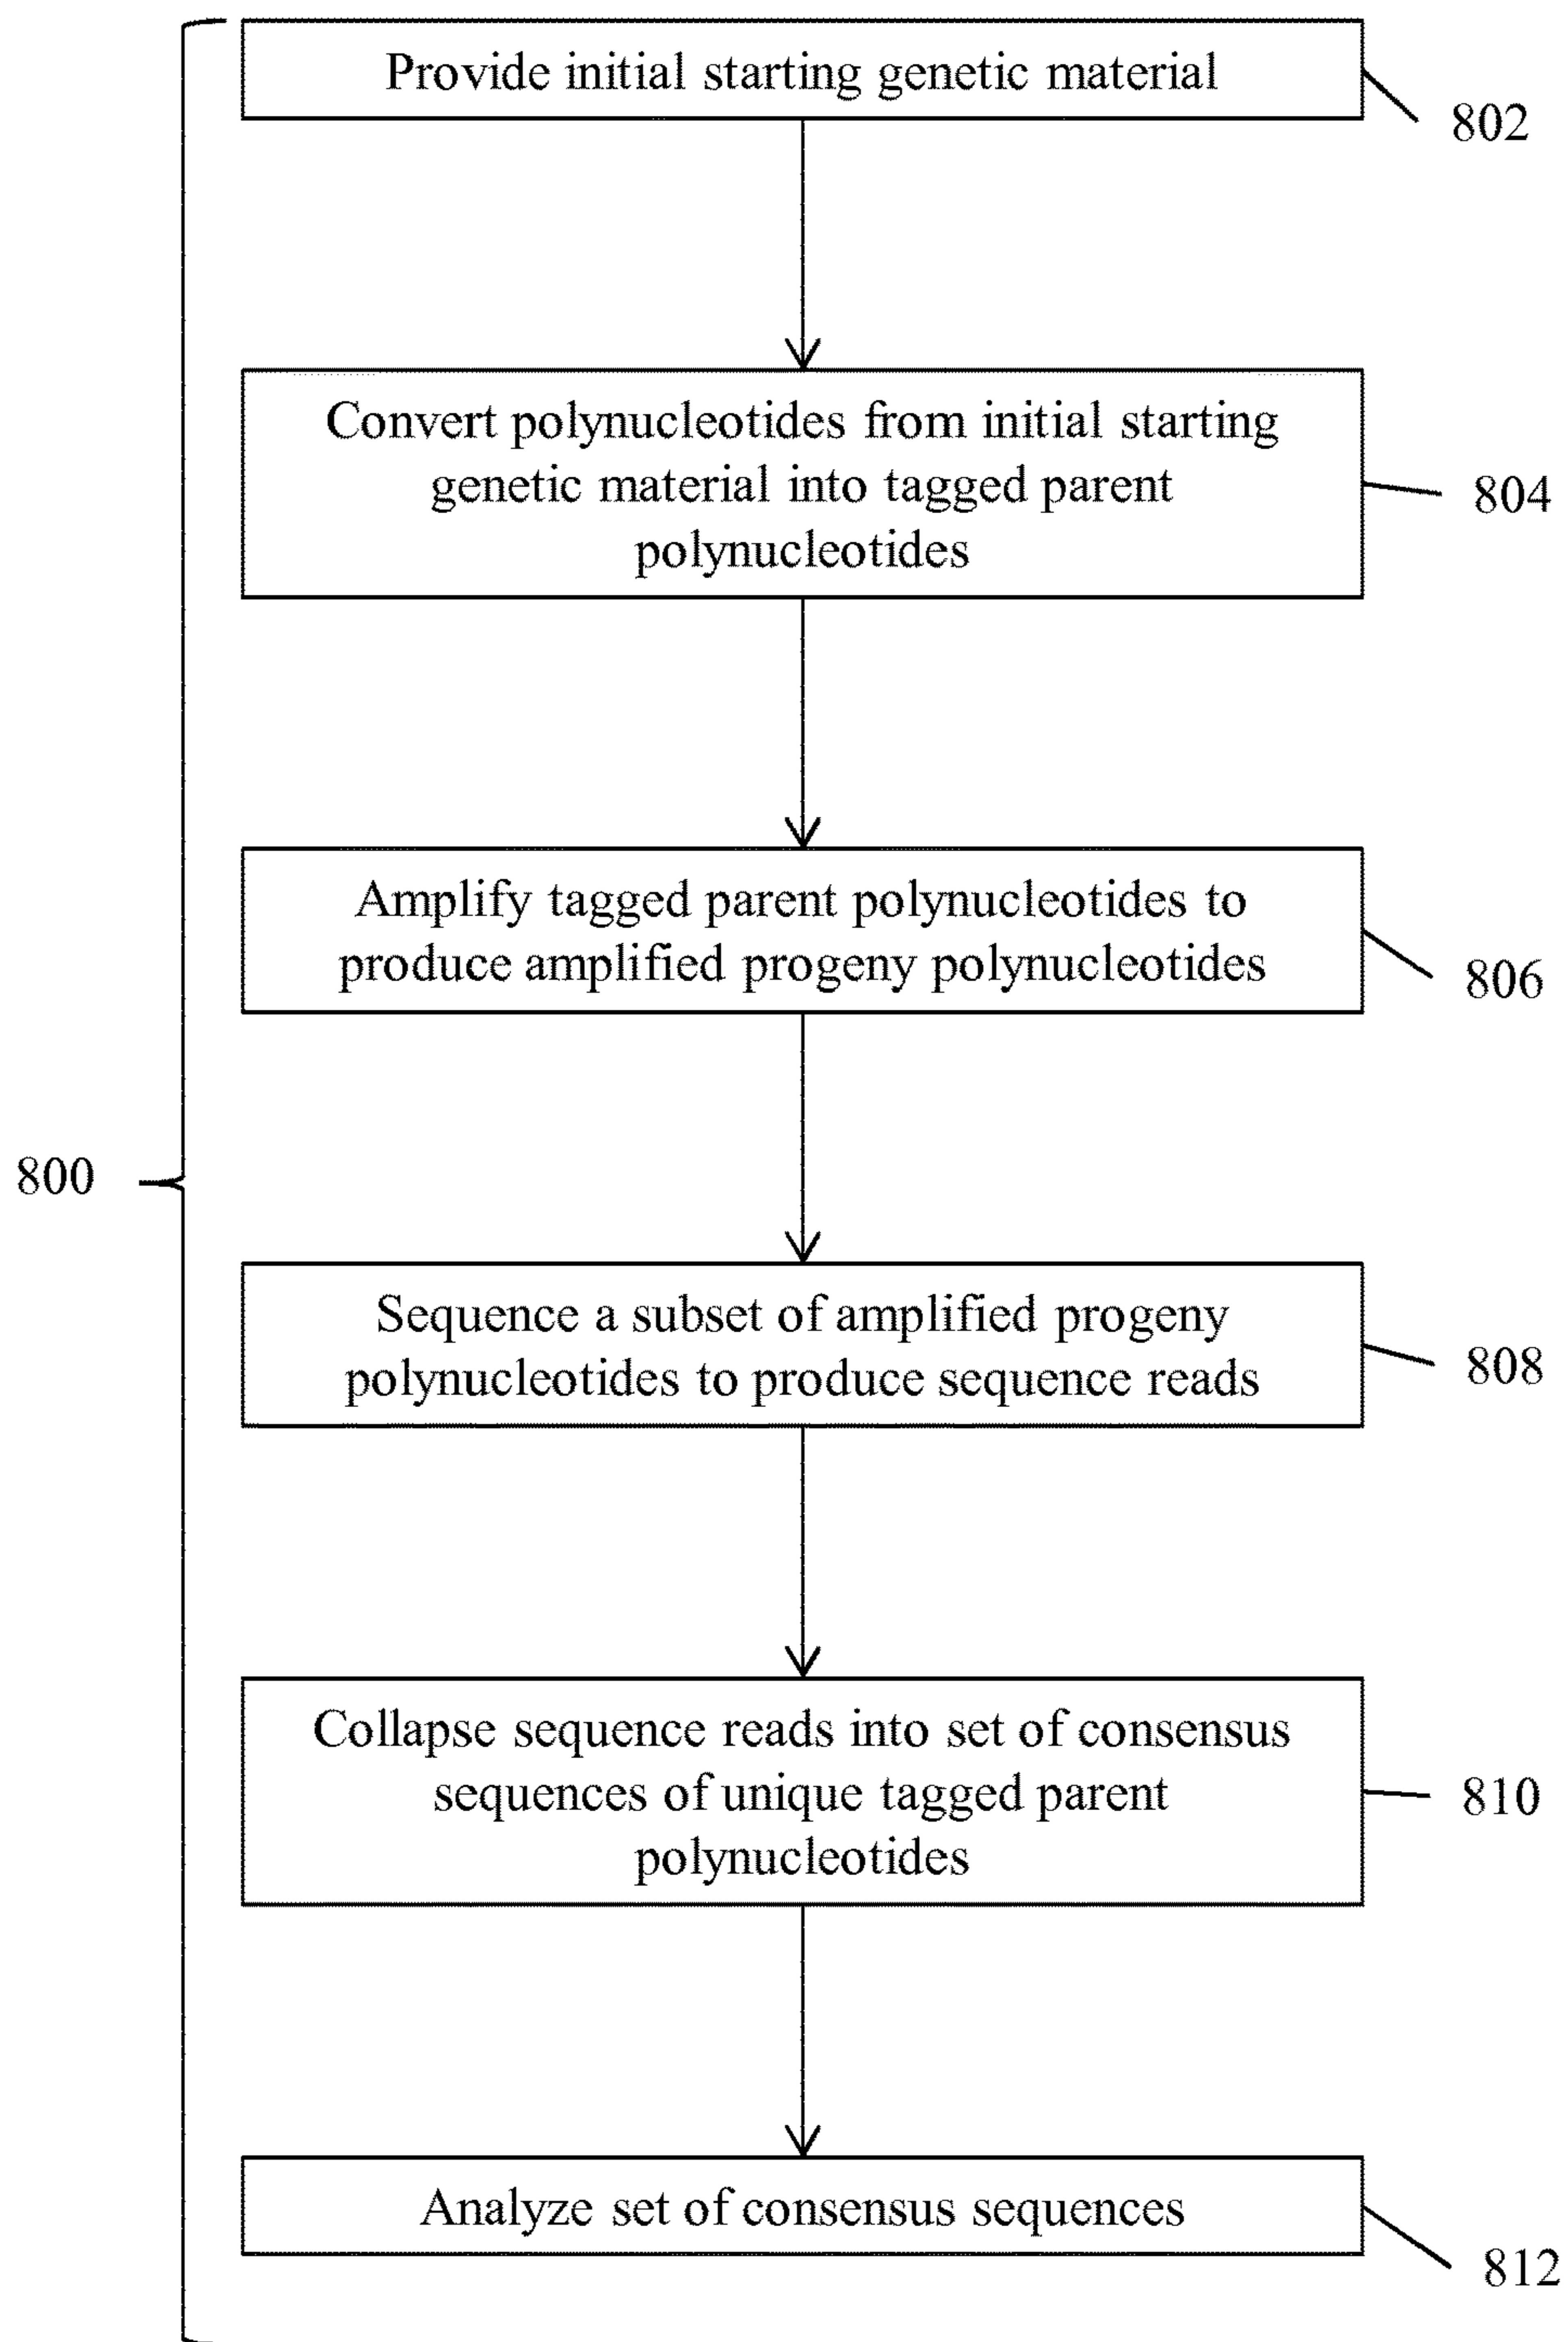 Provide initial starting genetic material
802
Convert polynucleotides from initial starting
genetic material into tagged parent
polynucleotides
804
Amplify tagged parent polynucleotides to
produce amplified progeny polynucleotides
806
800
Sequence a subset of amplified progeny
polynucleotides to produce sequence reads
808
Collapse sequence reads into set of consensus
sequences of unique tagged parent
polynucleotides
810
Analyze set of consensus sequences
812